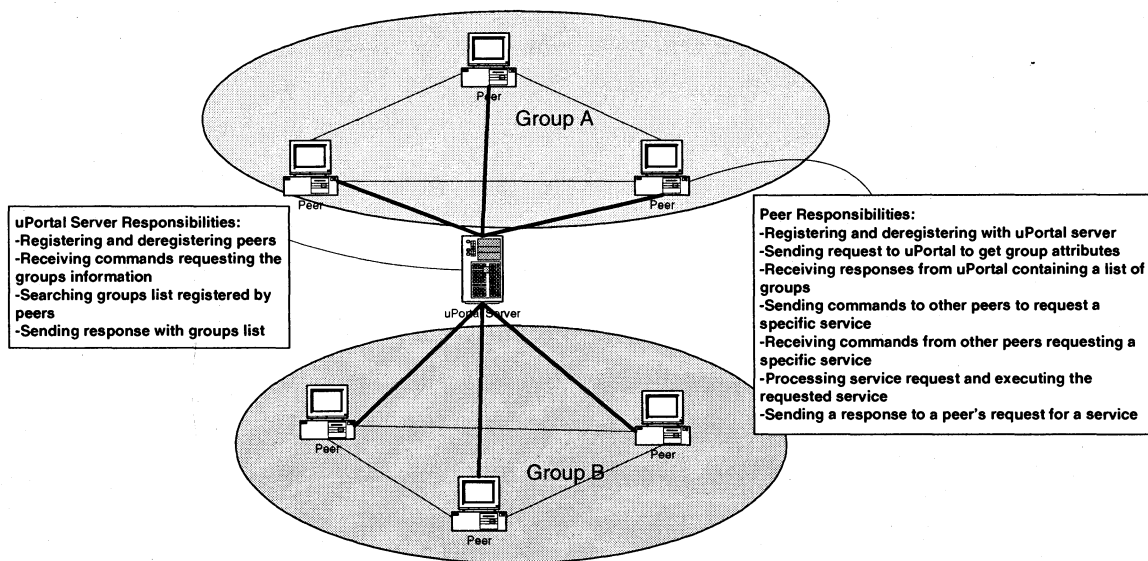 Peer
Group A
Peer
Peer
uPortal Server Responsibilities:
-Registering and deregistering peers
-Receiving commands requesting the
groups information
-Searching groups list registered by
peers
-Sending response with groups list
Peer Responsibilities:
-Registering and deregistering with uPortal server
-Sending request to uPortal to get group attributes
-Receiving responses from uPortal containing a list of
groups
-Sending commands to other peers to request a
specific service
-Receiving commands from other peers requesting a
specific service
-Processing service request and executing the
requested service
-Sending a response to a peer's request for a service
uPortal Server
Peer
Peer
Group B
Peer